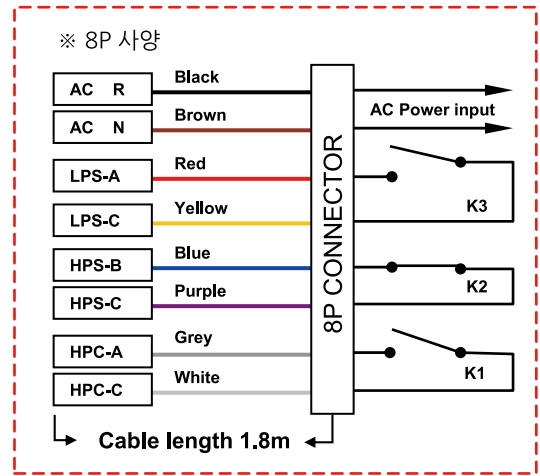 ※ 8P 사양
AC R
Black
AC N
Brown
LPS-A
Red
LPS-C
Yellow
HPS-B
Blue
HPS-C
Purple
HPC-A
Grey
HPC-C
White
8P CONNECTOR
AC Power input
K3
K2
K1
Cable length 1.8m